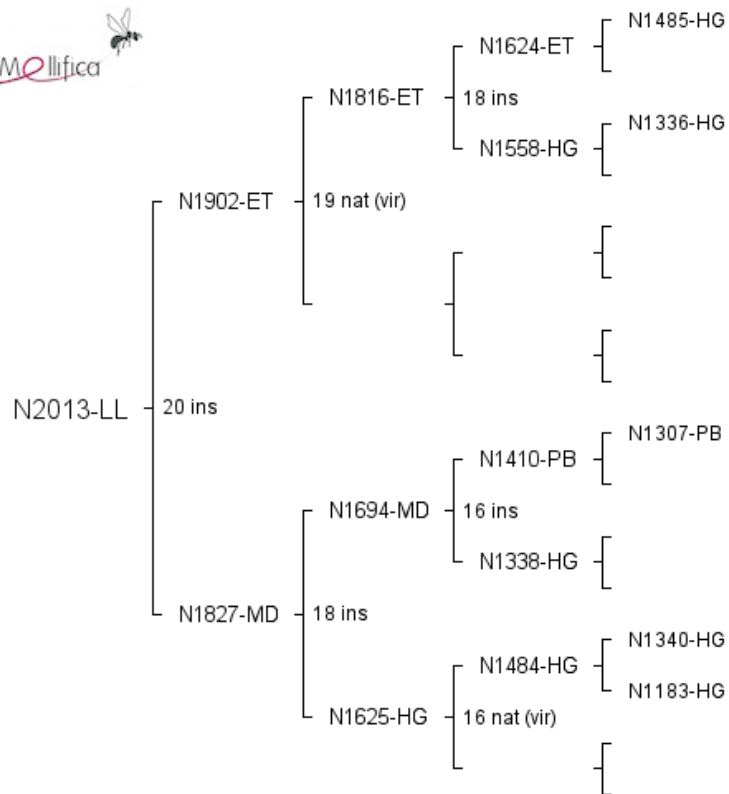 N1485-HG
N1624-ET
Mellifica
N1816-ET
18 ins
N1336-HG
N1558-HG
N1902-ET
19 nat (vir)
N2013-LL
20 ins
N1307-PB
N1410-PB
N1694-MD
16 ins
N1338-HG
N1827-MD
18 ins
N1340-HG
N1484-HG
N1183-HG
N1625-HG
16 nat (vir)